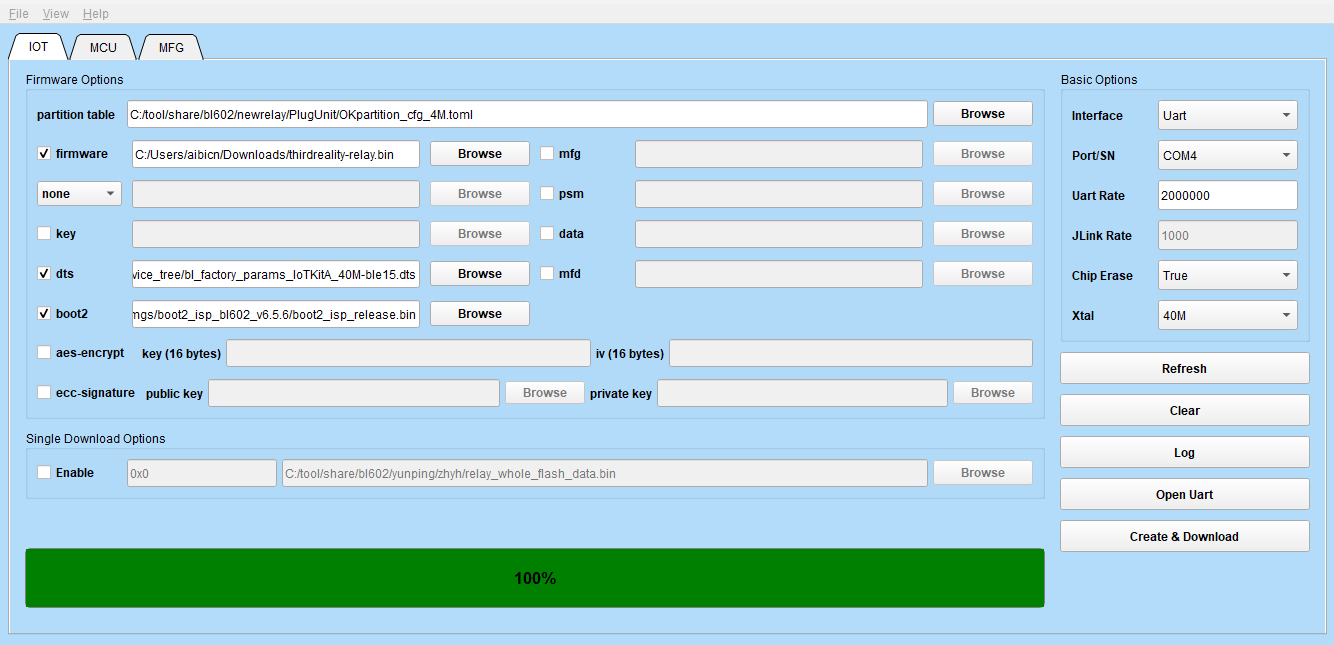 File View Help
IOT MCU MFG
Firmware Options
partition table C:/tool/share/bl602/newrelay/PlugUnit/OKpartition_cfg_4M.toml Browse
firmware C:/Users/aibicn/Downloads/thirdreality-relay.bin Browse mfg Browse
none Browse psm Browse
key Browse data Browse
dts vice_tree/bl_factory_params_IoTKitA_40M-ble15.dts Browse mfd Browse
boot2 mgs/boot2_isp_bl602_v6.5.6/boot2_isp_release.bin Browse
aes-encrypt key (16 bytes) iv (16 bytes)
ecc-signature public key Browse private key Browse
Single Download Options
Enable 0x0 C:/tool/share/bl602/yunping/zhyh/relay_whole_flash_data.bin Browse
100%
Basic Options
Interface Uart
Port/SN COM4
Uart Rate 2000000
JLink Rate 1000
Chip Erase True
Xtal 40M
Refresh
Clear
Log
Open Uart
Create & Download